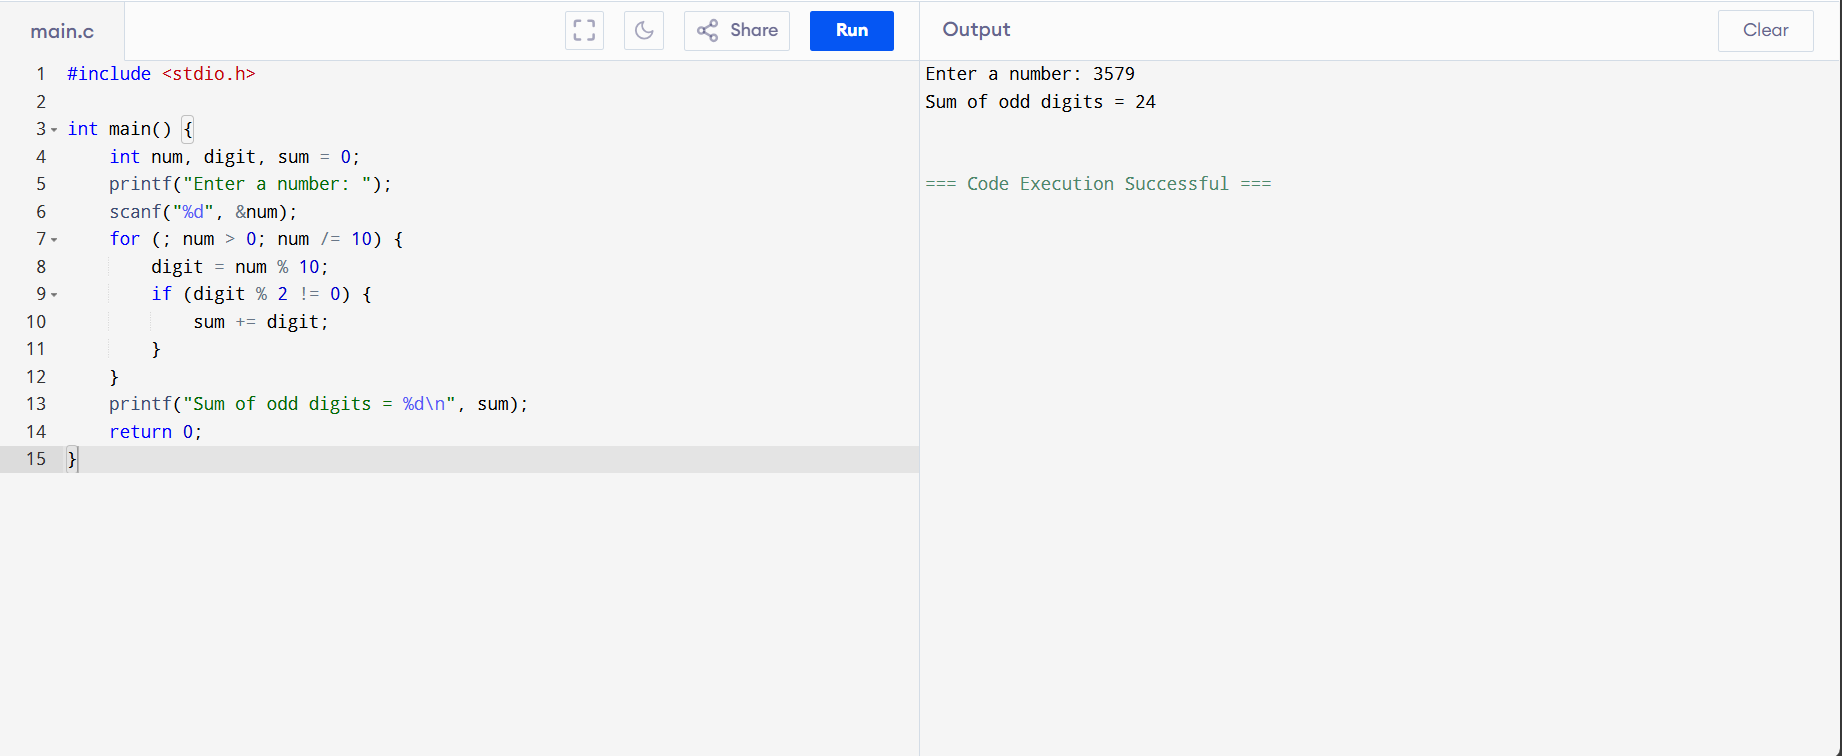 main.c
Share
Run
Output
Clear
1 #include <stdio.h>
2
3 int main() {
4     int num, digit, sum = 0;
5     printf("Enter a number: ");
6     scanf("%d", &num);
7     for (; num > 0; num /= 10) {
8         digit = num % 10;
9         if (digit % 2 != 0) {
10             sum += digit;
11         }
12     }
13     printf("Sum of odd digits = %d\n", sum);
14     return 0;
15 }
Enter a number: 3579
Sum of odd digits = 24
=== Code Execution Successful ===